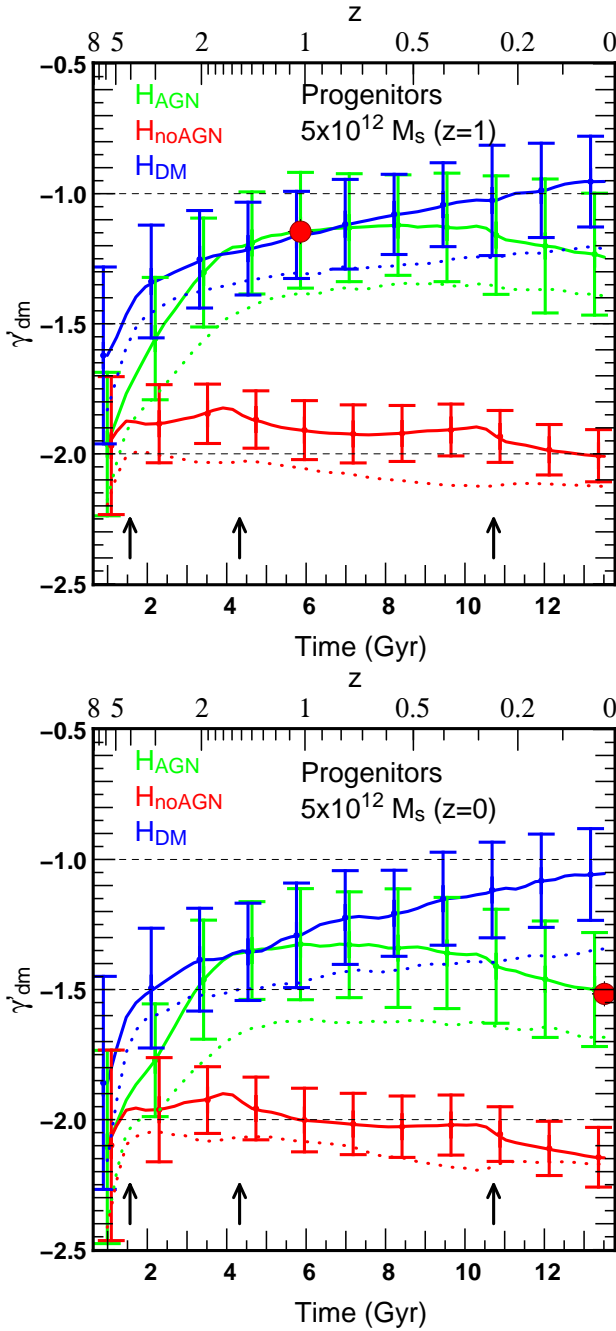 z
8 5 2 1 0.5 0.2 0
−0.5
H_AGN Progenitors
H_noAGN 5x10^12 M_s (z=1)
H_DM
−1.0
−1.5
γ'_dm
−2.0
−2.5
2 4 6 8 10 12
Time (Gyr)
z
8 5 2 1 0.5 0.2 0
−0.5
H_AGN Progenitors
H_noAGN 5x10^12 M_s (z=0)
H_DM
−1.0
−1.5
γ'_dm
−2.0
−2.5
2 4 6 8 10 12
Time (Gyr)